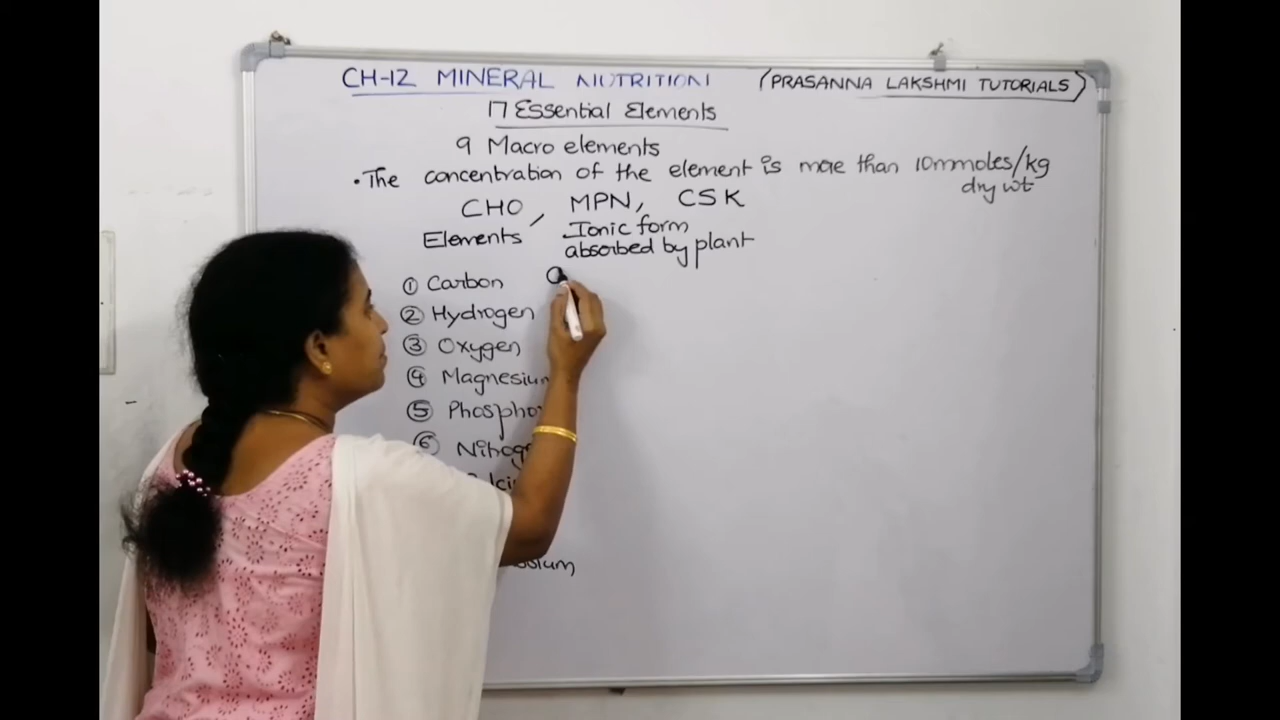 CH-12 MINERAL NUTRITION (PRASANNA LAKSHMI TUTORIALS)
17 Essential Elements
9 Macro elements
• The concentration of the element is more than 10mmoles/kg
dry wt
CHO, MPN, CSK
Elements Ionic form
absorbed by plant
① Carbon
② Hydrogen
③ Oxygen
④ Magnesium
⑤ Phospho
⑥ Nitrog